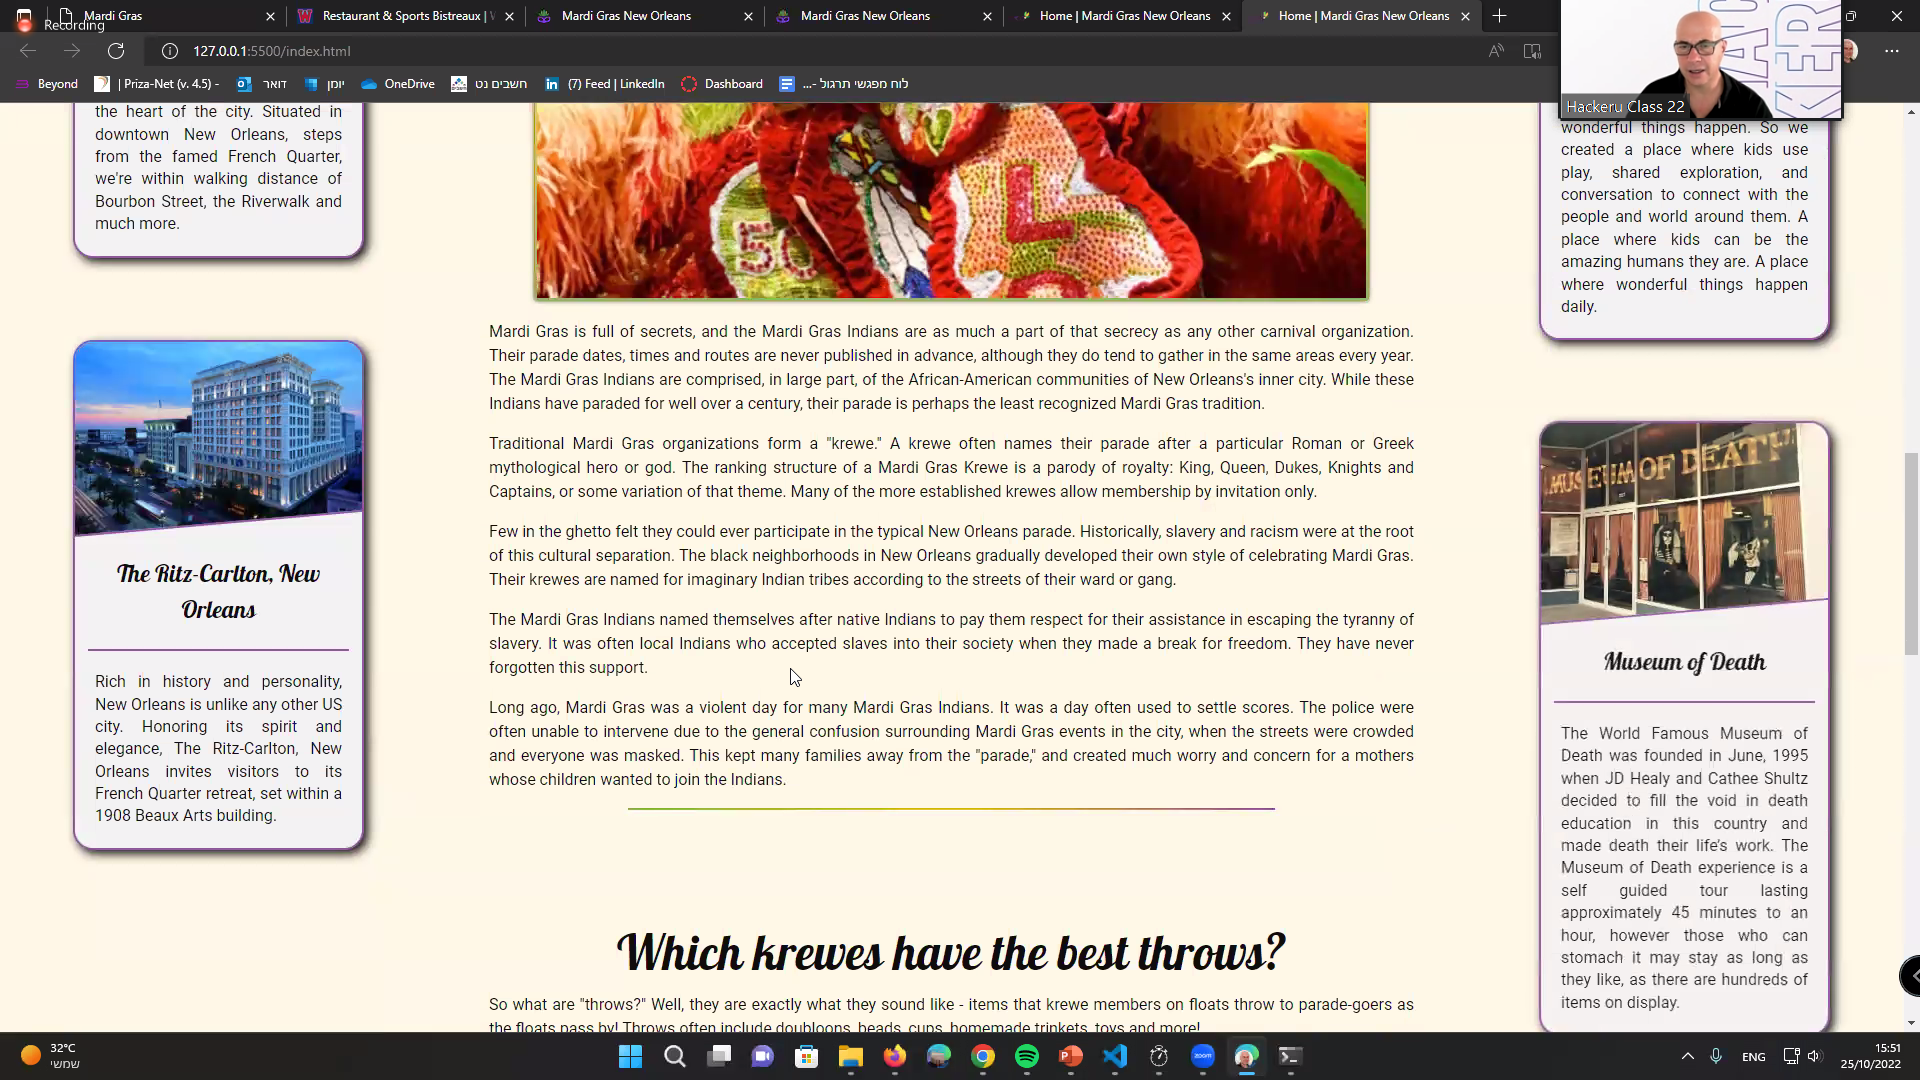 Recording
Mardi Gras
Restaurant & Sports Bistreaux |
Mardi Gras New Orleans
Mardi Gras New Orleans
Home | Mardi Gras New Orleans
Home | Mardi Gras New Orleans
127.0.0.1:5500/index.html
Beyond
| Priza-Net (v. 4.5) -
דואר
יומן
OneDrive
חשבים נט
(7) Feed | LinkedIn
Dashboard
לוח מפגשי תרגול -...
Hackeru Class 22
the heart of the city. Situated in
downtown New Orleans, steps
from the famed French Quarter,
we're within walking distance of
Bourbon Street, the Riverwalk and
much more.
The Ritz-Carlton, New
Orleans
Rich in history and personality,
New Orleans is unlike any other US
city. Honoring its spirit and
elegance, The Ritz-Carlton, New
Orleans invites visitors to its
French Quarter retreat, set within a
1908 Beaux Arts building.
50
Mardi Gras is full of secrets, and the Mardi Gras Indians are as much a part of that secrecy as any other carnival organization.
Their parade dates, times and routes are never published in advance, although they do tend to gather in the same areas every year.
The Mardi Gras Indians are comprised, in large part, of the African-American communities of New Orleans's inner city. While these
Indians have paraded for well over a century, their parade is perhaps the least recognized Mardi Gras tradition.
Traditional Mardi Gras organizations form a "krewe." A krewe often names their parade after a particular Roman or Greek
mythological hero or god. The ranking structure of a Mardi Gras Krewe is a parody of royalty: King, Queen, Dukes, Knights and
Captains, or some variation of that theme. Many of the more established krewes allow membership by invitation only.
Few in the ghetto felt they could ever participate in the typical New Orleans parade. Historically, slavery and racism were at the root
of this cultural separation. The black neighborhoods in New Orleans gradually developed their own style of celebrating Mardi Gras.
Their krewes are named for imaginary Indian tribes according to the streets of their ward or gang.
The Mardi Gras Indians named themselves after native Indians to pay them respect for their assistance in escaping the tyranny of
slavery. It was often local Indians who accepted slaves into their society when they made a break for freedom. They have never
forgotten this support.
Long ago, Mardi Gras was a violent day for many Mardi Gras Indians. It was a day often used to settle scores. The police were
often unable to intervene due to the general confusion surrounding Mardi Gras events in the city, when the streets were crowded
and everyone was masked. This kept many families away from the "parade," and created much worry and concern for a mothers
whose children wanted to join the Indians.
Which krewes have the best throws?
So what are "throws?" Well, they are exactly what they sound like - items that krewe members on floats throw to parade-goers as
the floats pass by! Throws often include doubloons, beads, cups, homemade trinkets, toys and more!
wonderful things happen. So we
created a place where kids use
play, shared exploration, and
conversation to connect with the
people and world around them. A
place where kids can be the
amazing humans they are. A place
where wonderful things happen
daily.
MUSEUM OF DEATH
Museum of Death
The World Famous Museum of
Death was founded in June, 1995
when JD Healy and Cathee Shultz
decided to fill the void in death
education in this country and
made death their life's work. The
Museum of Death experience is a
self guided tour lasting
approximately 45 minutes to an
hour, however those who can
stomach it may stay as long as
they like, as there are hundreds of
items on display.
32°C
שמשי
zoom
ENG
15:51
25/10/2022